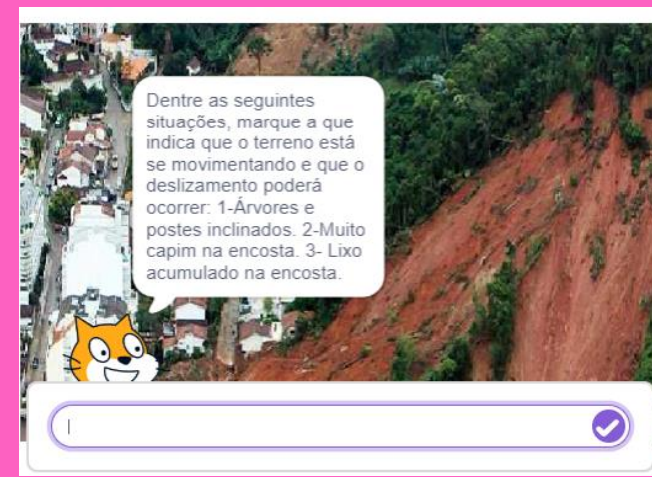 Dentre as seguintes
situações, marque a que
indica que o terreno está
se movimentando e que o
deslizamento poderá
ocorrer: 1-Árvores e
postes inclinados. 2-Muito
capim na encosta. 3- Lixo
acumulado na encosta.